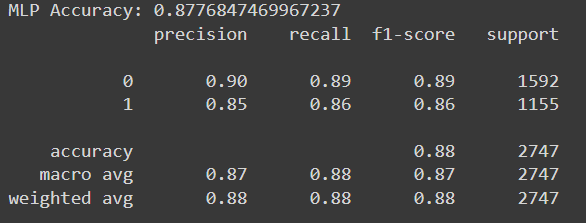 MLP Accuracy: 0.8776847469967237
precision recall f1-score support
0 0.90 0.89 0.89 1592
1 0.85 0.86 0.86 1155
accuracy 0.88 2747
macro avg 0.87 0.88 0.87 2747
weighted avg 0.88 0.88 0.88 2747